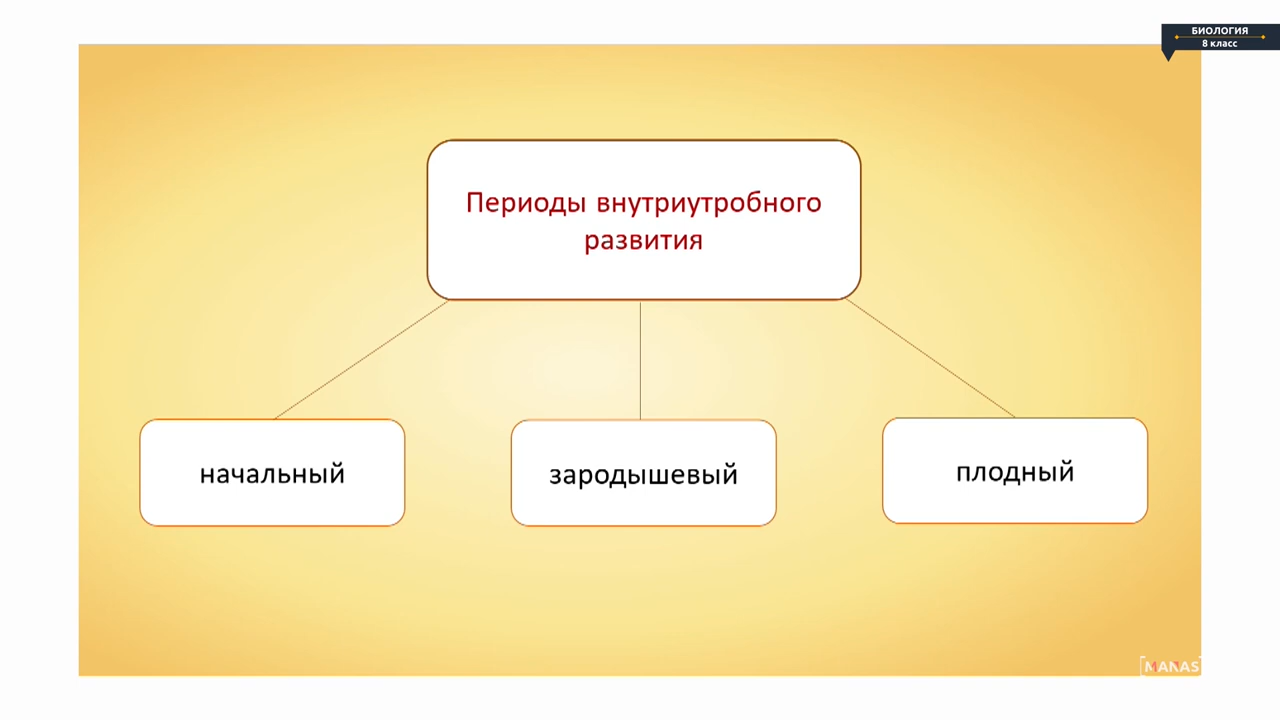 БИОЛОГИЯ
8 класс
Периоды внутриутробного
развития
начальный
зародышевый
плодный
MANAS